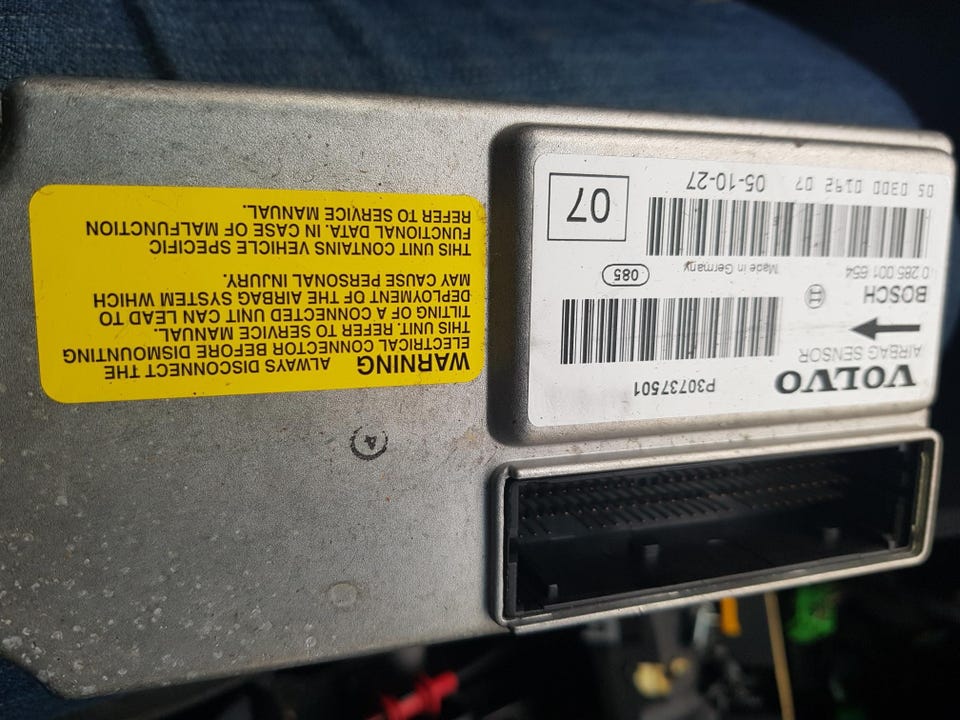 VOLVO
AIRBAG SENSOR
P30737501
BOSCH
0 285 001 654
Made in Germany
085
05 0300 0192 07
05-10-27
07
WARNING ALWAYS DISCONNECT THE
ELECTRICAL CONNECTOR BEFORE DISMOUNTING
THIS UNIT. REFER TO SERVICE MANUAL.
TILTING OF A CONNECTED UNIT CAN LEAD TO
DEPLOYMENT OF THE AIRBAG SYSTEM WHICH
MAY CAUSE PERSONAL INJURY.
THIS UNIT CONTAINS VEHICLE SPECIFIC
FUNCTIONAL DATA. IN CASE OF MALFUNCTION
REFER TO SERVICE MANUAL.
4